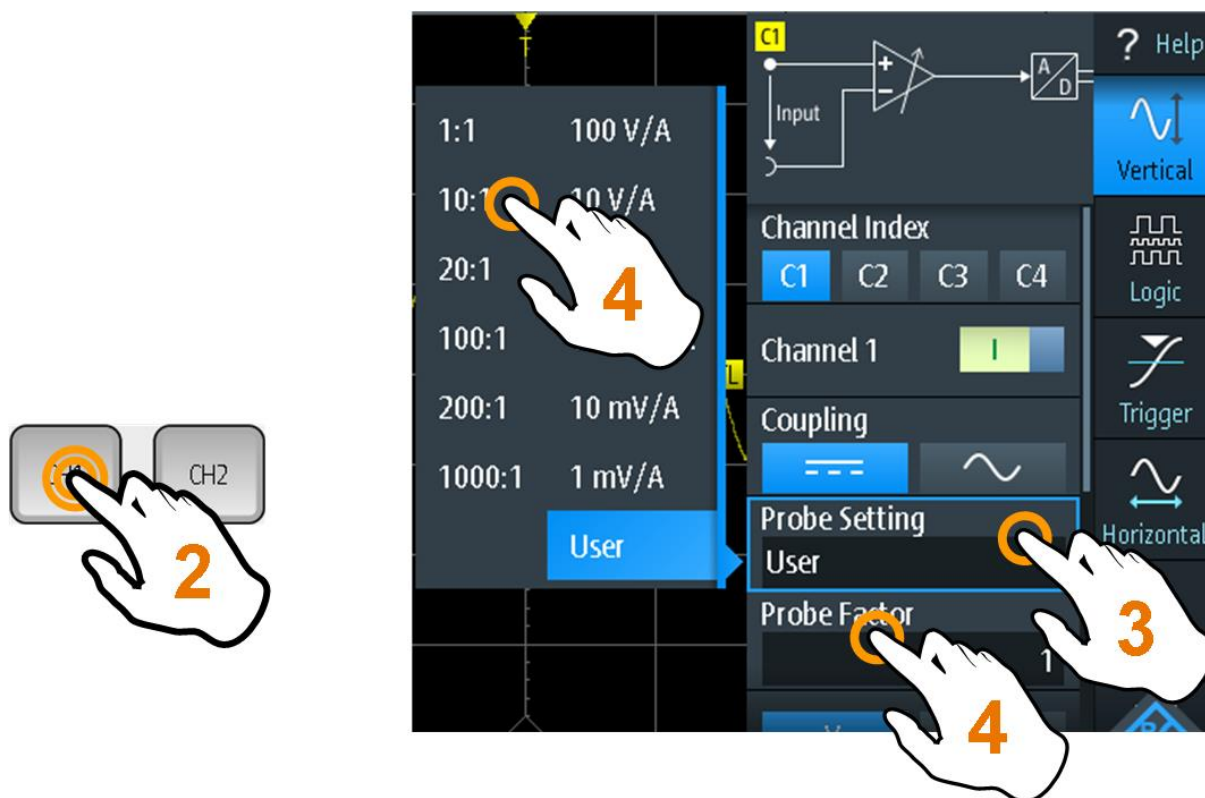 C1
+
−
A
D
Input
? Help
Vertical
Logic
Trigger
Horizontal
1:1 100 V/A
10:1 10 V/A
20:1
100:1
200:1 10 mV/A
1000:1 1 mV/A
User
4
Channel Index
C1 C2 C3 C4
Channel 1 I
Coupling
Probe Setting
User
3
Probe Factor
1
4
CH2
2
T